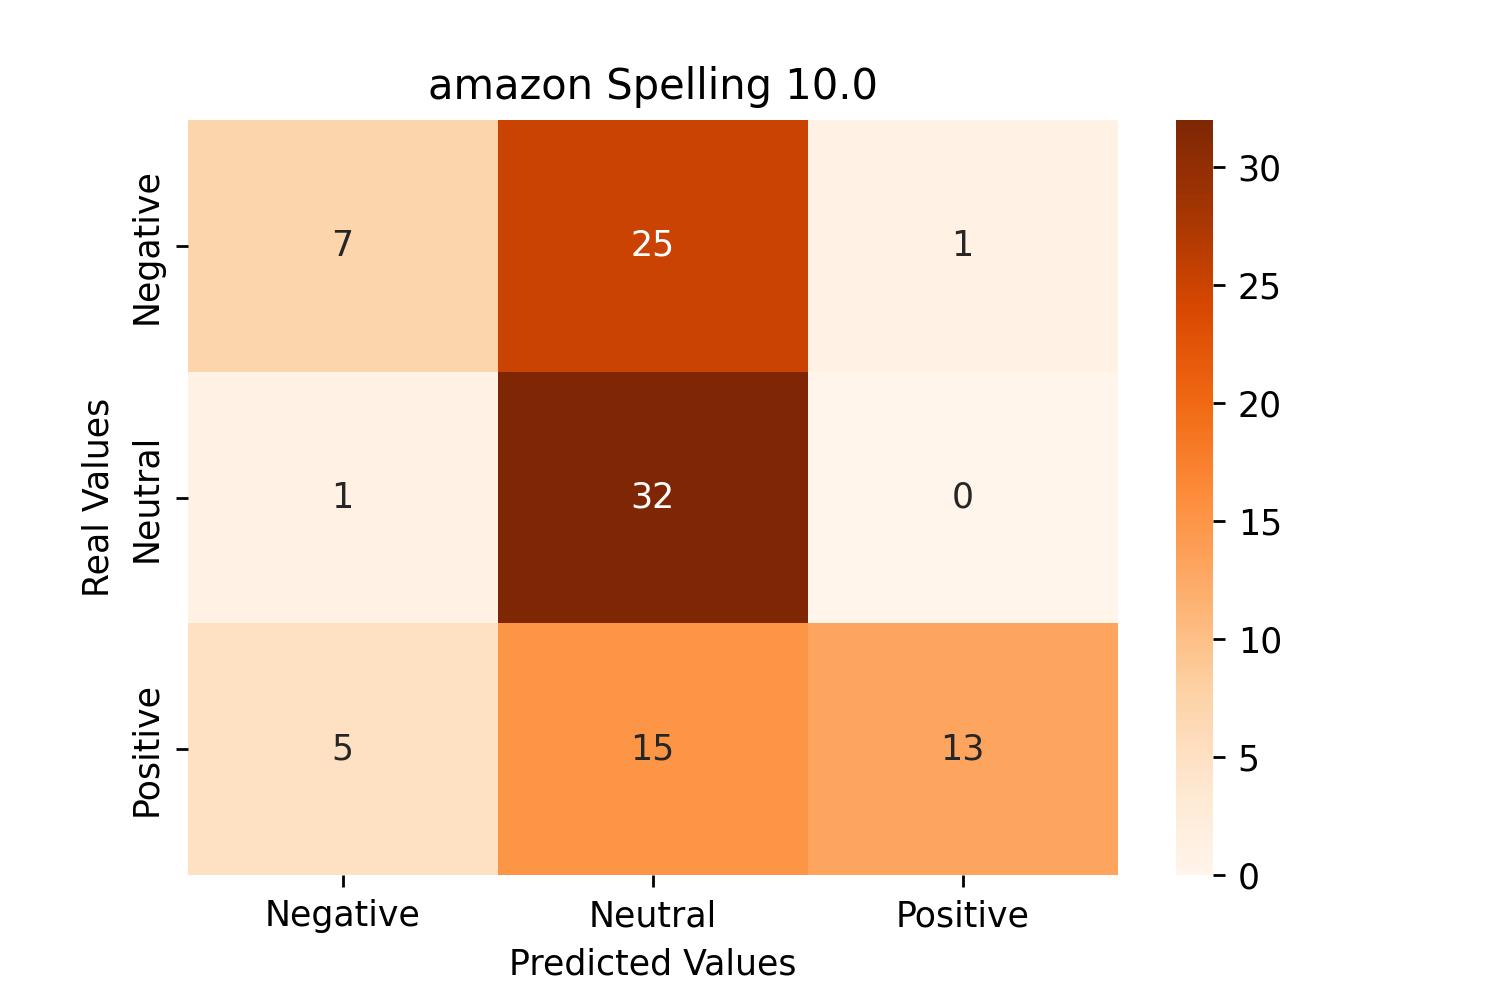 amazon Spelling 10.0
Real Values
Negative
7 25 1
Neutral
1 32 0
Positive
5 15 13
Negative Neutral Positive
Predicted Values
30
25
20
15
10
5
0